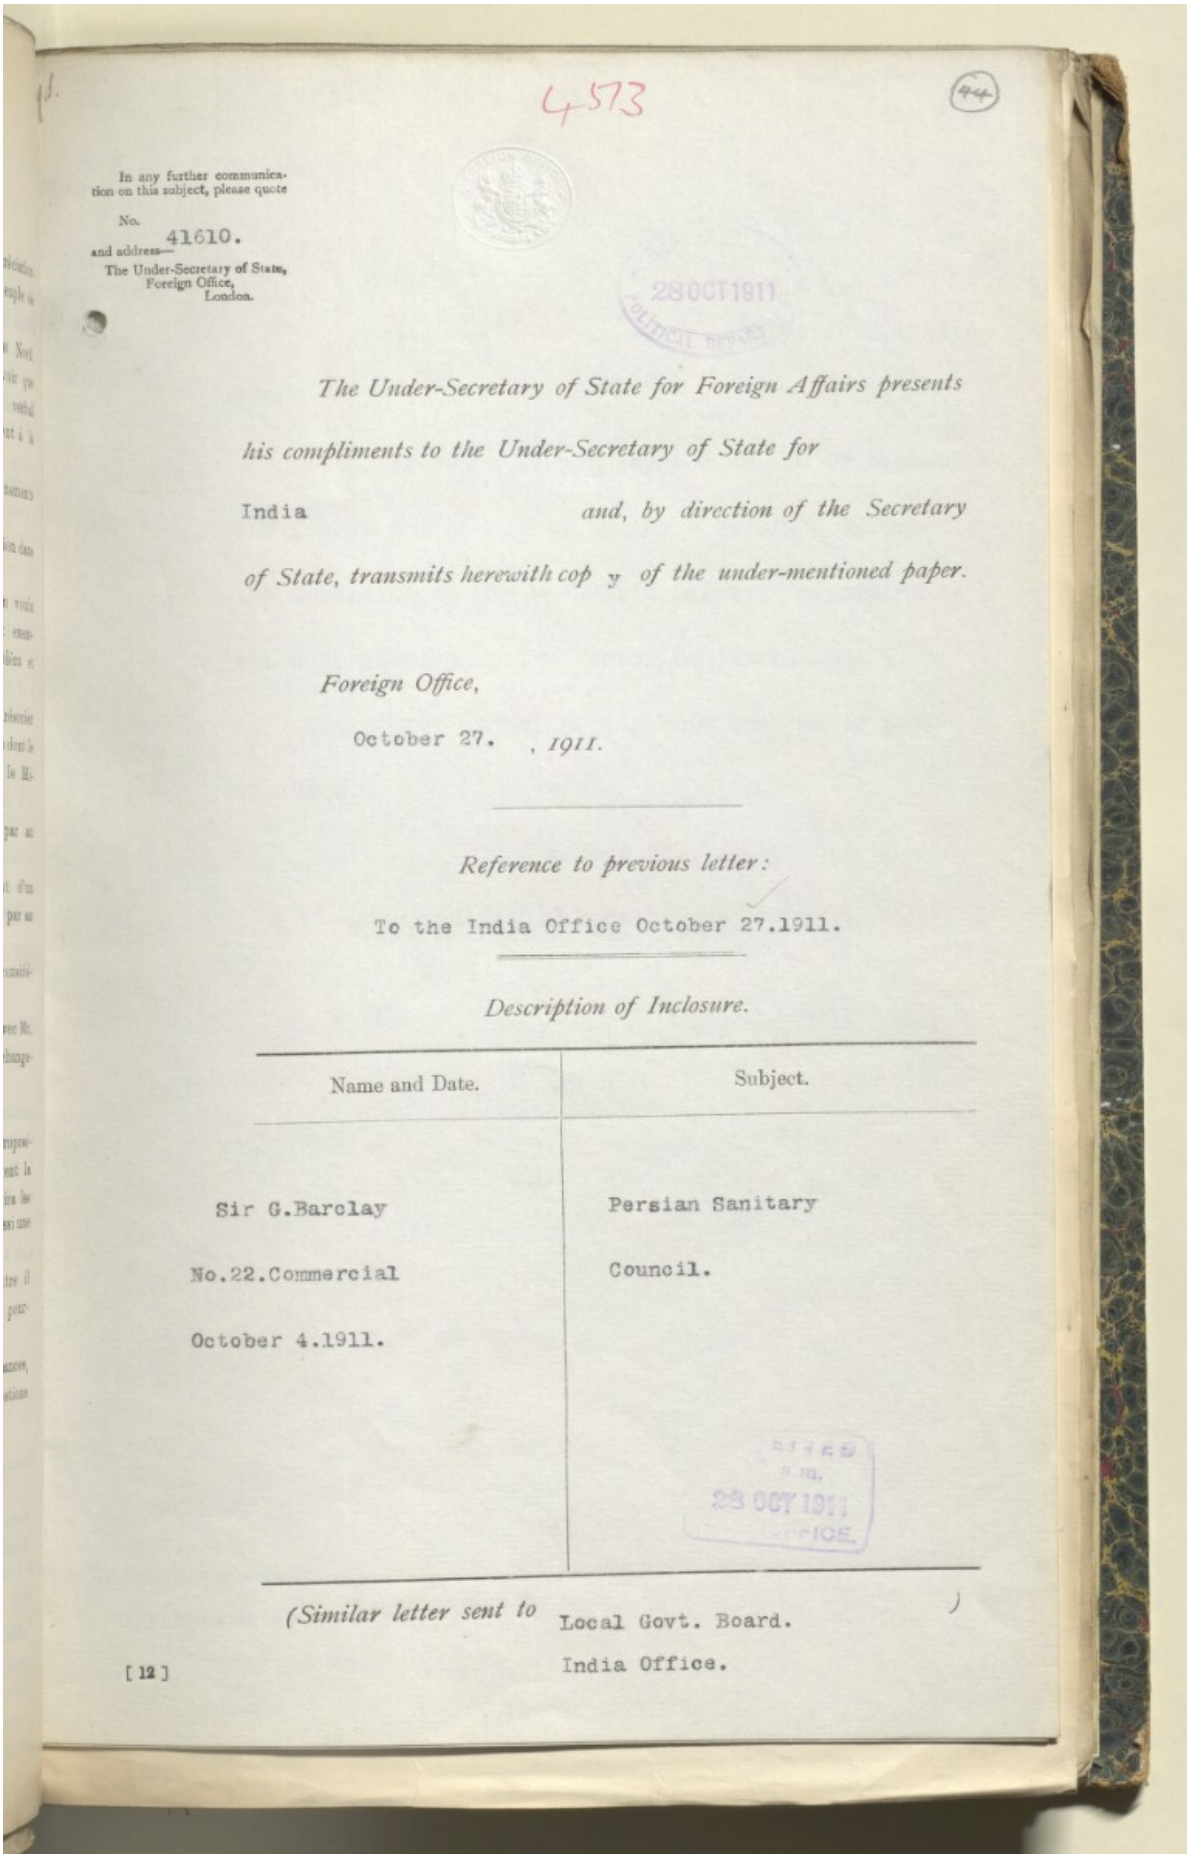 4513
44
In any further communica-
tion on this subject, please quote
No.
41610.
and address—
The Under-Secretary of State,
Foreign Office,
London.
28 OCT 1911
POLITICAL
The Under-Secretary of State for Foreign Affairs presents
his compliments to the Under-Secretary of State for
India and, by direction of the Secretary
of State, transmits herewith cop y of the under-mentioned paper.
Foreign Office,
October 27. , 1911.
Reference to previous letter:
To the India Office October 27.1911.
Description of Inclosure.
Name and Date. Subject.
Sir G.Barclay Persian Sanitary
No.22.Commercial Council.
October 4.1911.
a.m.
28 OCT 1911
(Similar letter sent to Local Govt. Board. )
India Office.
[ 12 ]